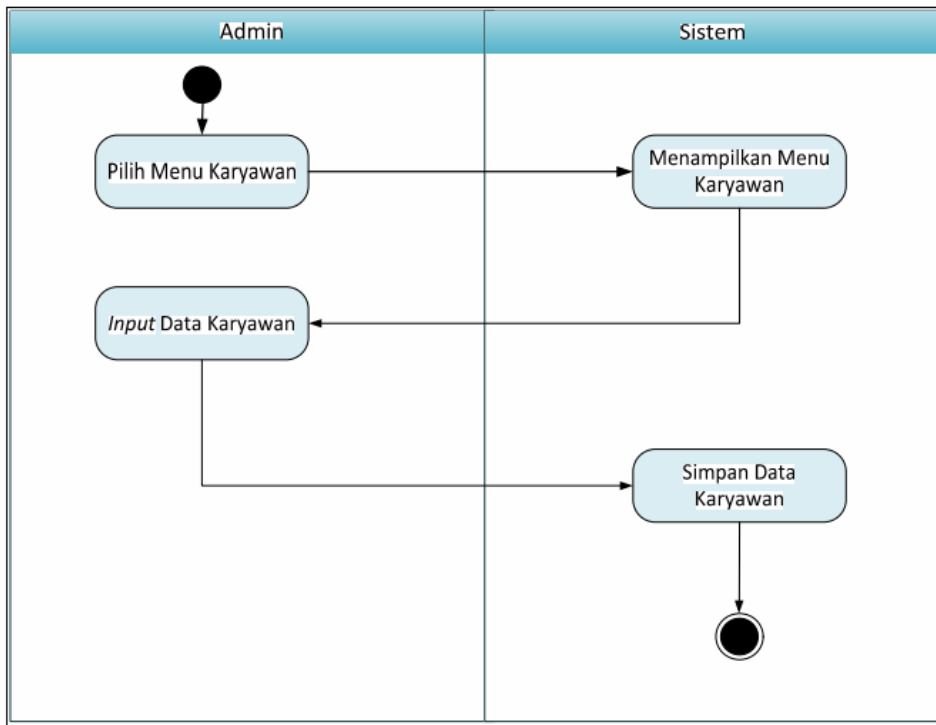 Admin
Sistem
Pilih Menu Karyawan
Menampilkan Menu
Karyawan
Input Data Karyawan
Simpan Data
Karyawan